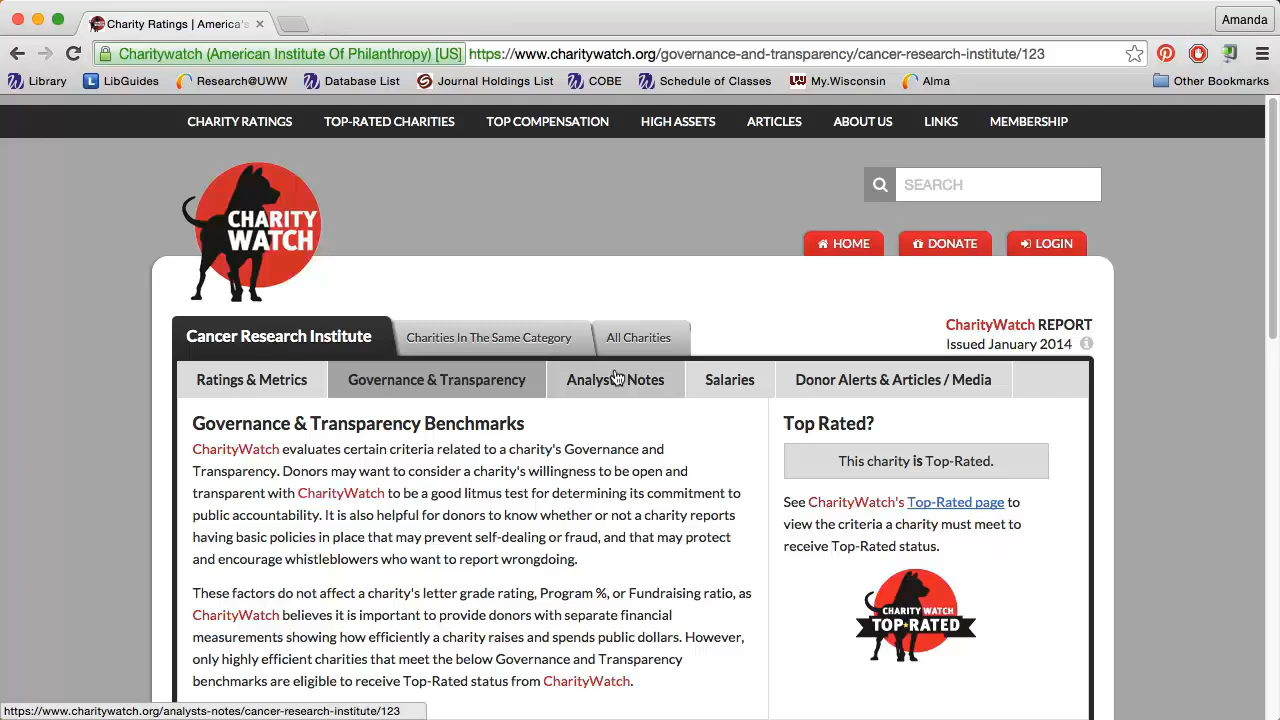 Charity Ratings | America's
Amanda
Charitywatch (American Institute Of Philanthropy) [US] https://www.charitywatch.org/governance-and-transparency/cancer-research-institute/123
Library LibGuides Research@UWW Database List Journal Holdings List COBE Schedule of Classes My.Wisconsin Alma Other Bookmarks
CHARITY RATINGS TOP-RATED CHARITIES TOP COMPENSATION HIGH ASSETS ARTICLES ABOUT US LINKS MEMBERSHIP
CHARITY
WATCH
SEARCH
HOME DONATE LOGIN
Cancer Research Institute Charities In The Same Category All Charities
CharityWatch REPORT
Issued January 2014
Ratings & Metrics Governance & Transparency Analysts' Notes Salaries Donor Alerts & Articles / Media
Governance & Transparency Benchmarks
CharityWatch evaluates certain criteria related to a charity's Governance and
Transparency. Donors may want to consider a charity's willingness to be open and
transparent with CharityWatch to be a good litmus test for determining its commitment to
public accountability. It is also helpful for donors to know whether or not a charity reports
having basic policies in place that may prevent self-dealing or fraud, and that may protect
and encourage whistleblowers who want to report wrongdoing.
These factors do not affect a charity's letter grade rating, Program %, or Fundraising ratio, as
CharityWatch believes it is important to provide donors with separate financial
measurements showing how efficiently a charity raises and spends public dollars. However,
only highly efficient charities that meet the below Governance and Transparency
benchmarks are eligible to receive Top-Rated status from CharityWatch.
Top Rated?
This charity is Top-Rated.
See CharityWatch's Top-Rated page to
view the criteria a charity must meet to
receive Top-Rated status.
CHARITY WATCH
TOP★RATED
https://www.charitywatch.org/analysts-notes/cancer-research-institute/123